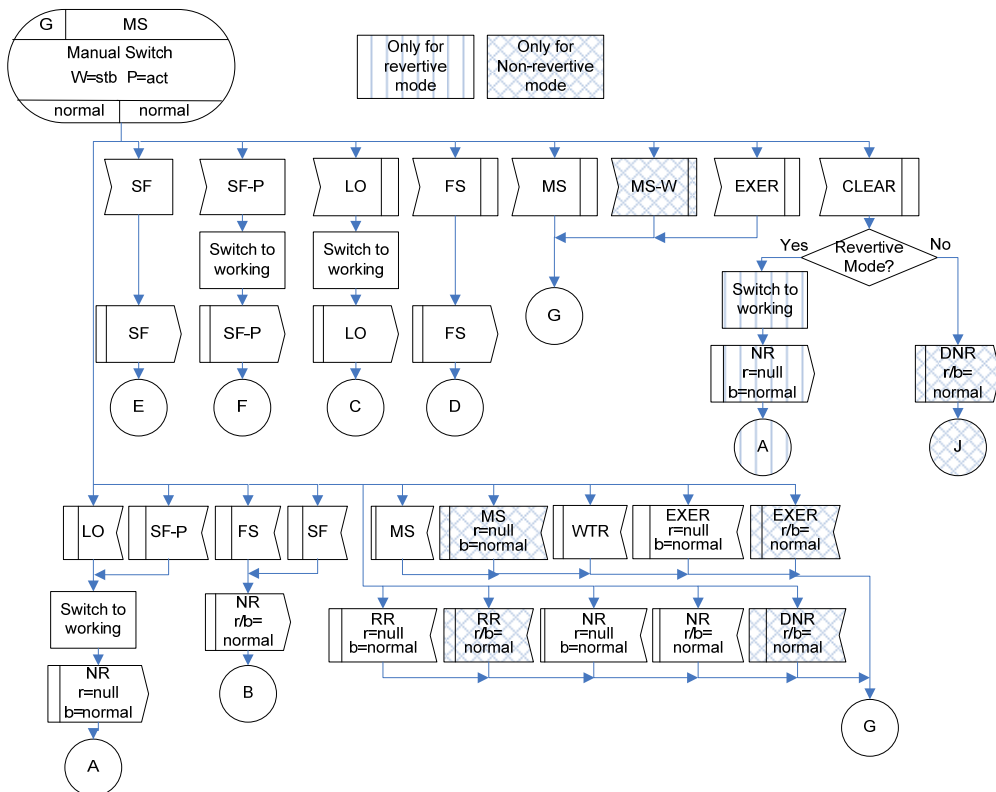 G
MS
Manual Switch
W=stb P=act
normal
normal
Only for
revertive
mode
Only for
Non-revertive
mode
SF
SF-P
LO
FS
MS
MS-W
EXER
CLEAR
Switch to
working
Switch to
working
Yes
Revertive
Mode?
No
Switch to
working
SF
SF-P
LO
FS
G
NR
r=null
b=normal
DNR
r/b=
normal
E
F
C
D
A
J
LO
SF-P
FS
SF
MS
MS
r=null
b=normal
WTR
EXER
r=null
b=normal
EXER
r/b=
normal
Switch to
working
NR
r/b=
normal
RR
r=null
b=normal
RR
r/b=
normal
NR
r=null
b=normal
NR
r/b=
normal
DNR
r/b=
normal
NR
r=null
b=normal
B
G
A